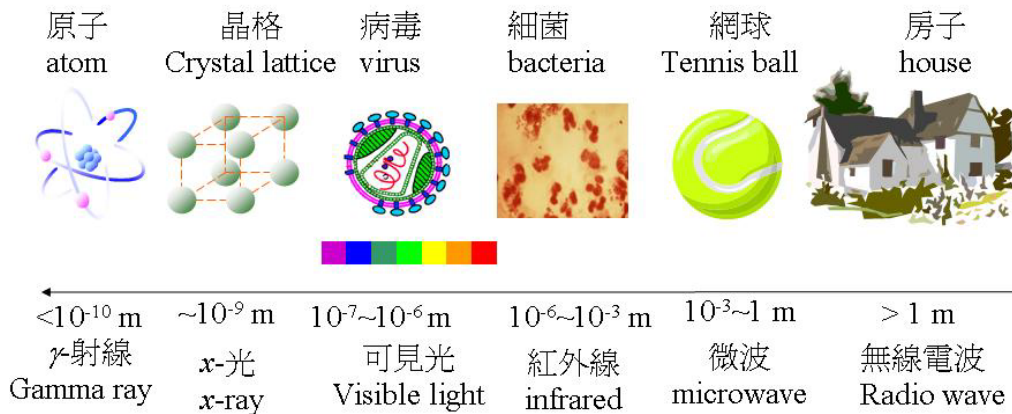 原子
atom
晶格
Crystal lattice
病毒
virus
細菌
bacteria
網球
Tennis ball
房子
house
<10⁻¹⁰ m
~10⁻⁹ m
10⁻⁷~10⁻⁶ m
10⁻⁶~10⁻³ m
10⁻³~1 m
> 1 m
γ-射線
Gamma ray
x-光
x-ray
可見光
Visible light
紅外線
infrared
微波
microwave
無線電波
Radio wave